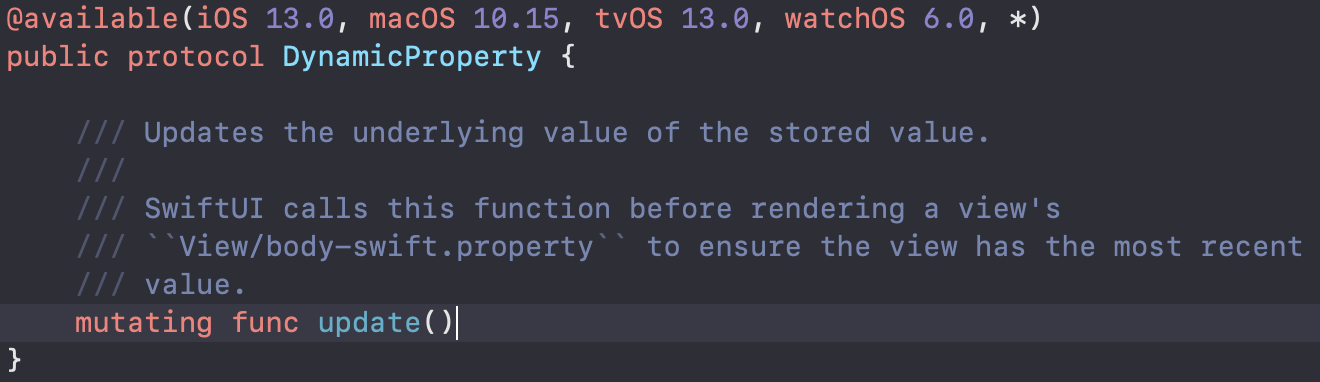 @available(iOS 13.0, macOS 10.15, tvOS 13.0, watchOS 6.0, *)
public protocol DynamicProperty {
/// Updates the underlying value of the stored value.
///
/// SwiftUI calls this function before rendering a view's
/// ``View/body-swift.property`` to ensure the view has the most recent
/// value.
mutating func update()
}